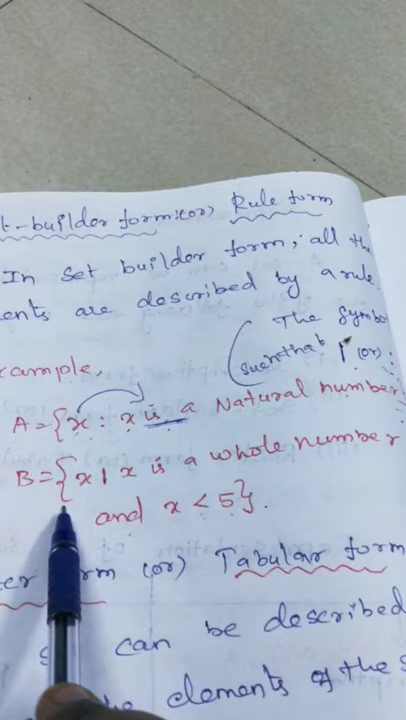 t-builder form:(or) Rule form
In set builder form, all the
ents are described by a rule.
The Symbo
such that | (or) :
xample,
A={x : x is a Natural number
B={x | x is a whole number
and x < 5}.
er rm (or) Tabular form
can be described
elements of the s